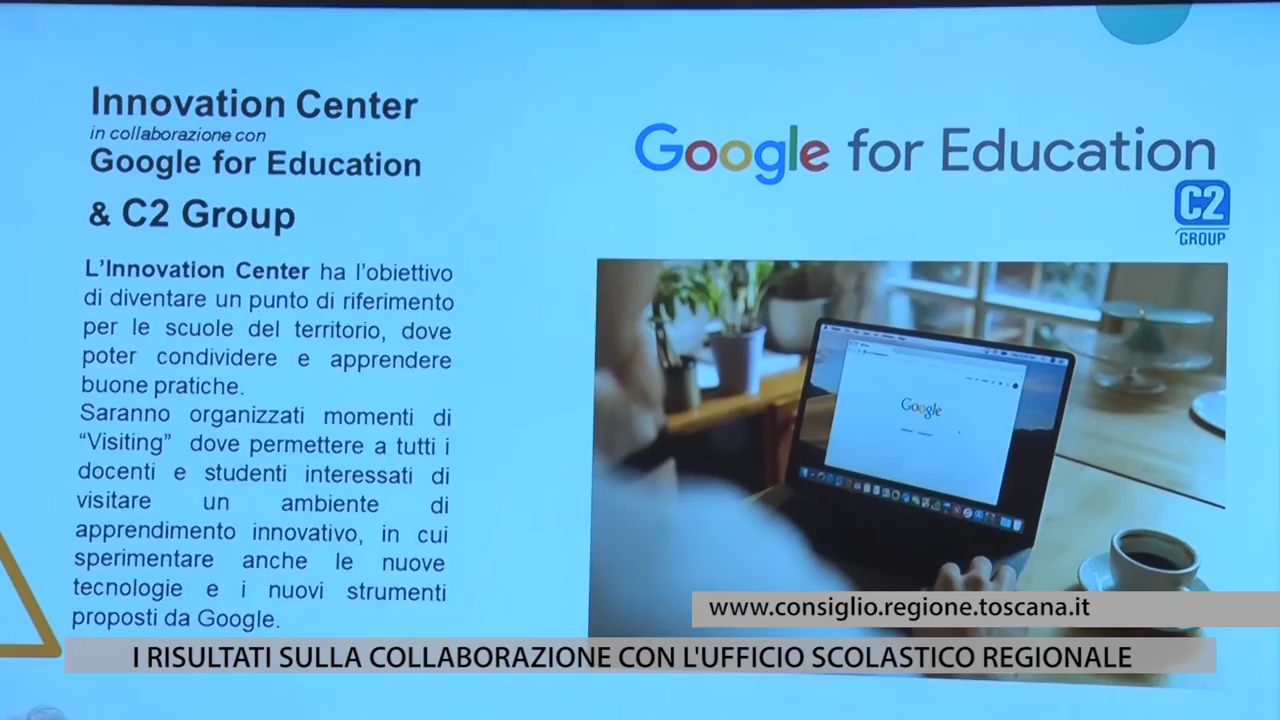 Innovation Center
in collaborazione con
Google for Education
& C2 Group
L'Innovation Center ha l'obiettivo
di diventare un punto di riferimento
per le scuole del territorio, dove
poter condividere e apprendere
buone pratiche.
Saranno organizzati momenti di
“Visiting” dove permettere a tutti i
docenti e studenti interessati di
visitare un ambiente di
apprendimento innovativo, in cui
sperimentare anche le nuove
tecnologie e i nuovi strumenti
proposti da Google.
Google for Education
C2
GROUP
Google
www.consiglio.regione.toscana.it
I RISULTATI SULLA COLLABORAZIONE CON L'UFFICIO SCOLASTICO REGIONALE